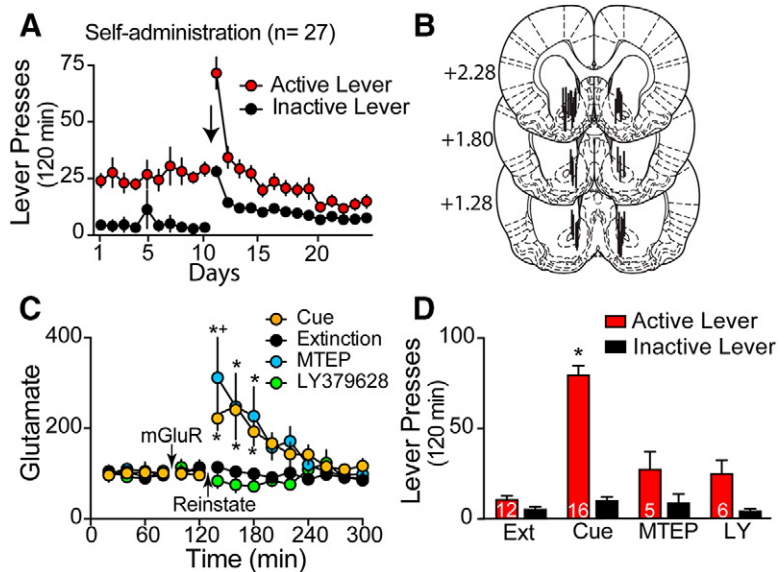 A
Self-administration (n= 27)
75
50
25
0
Lever Presses
(120 min)
Active Lever
Inactive Lever
1
5
10
15
20
Days
B
+2.28
+1.80
+1.28
C
400
200
0
Glutamate
Cue
Extinction
MTEP
LY379628
*+
*
*
*
*
*
mGluR
Reinstate
0
60
120
180
240
300
Time (min)
D
100
50
0
Lever Presses
(120 min)
Active Lever
Inactive Lever
*
12
16
5
6
Ext
Cue
MTEP
LY